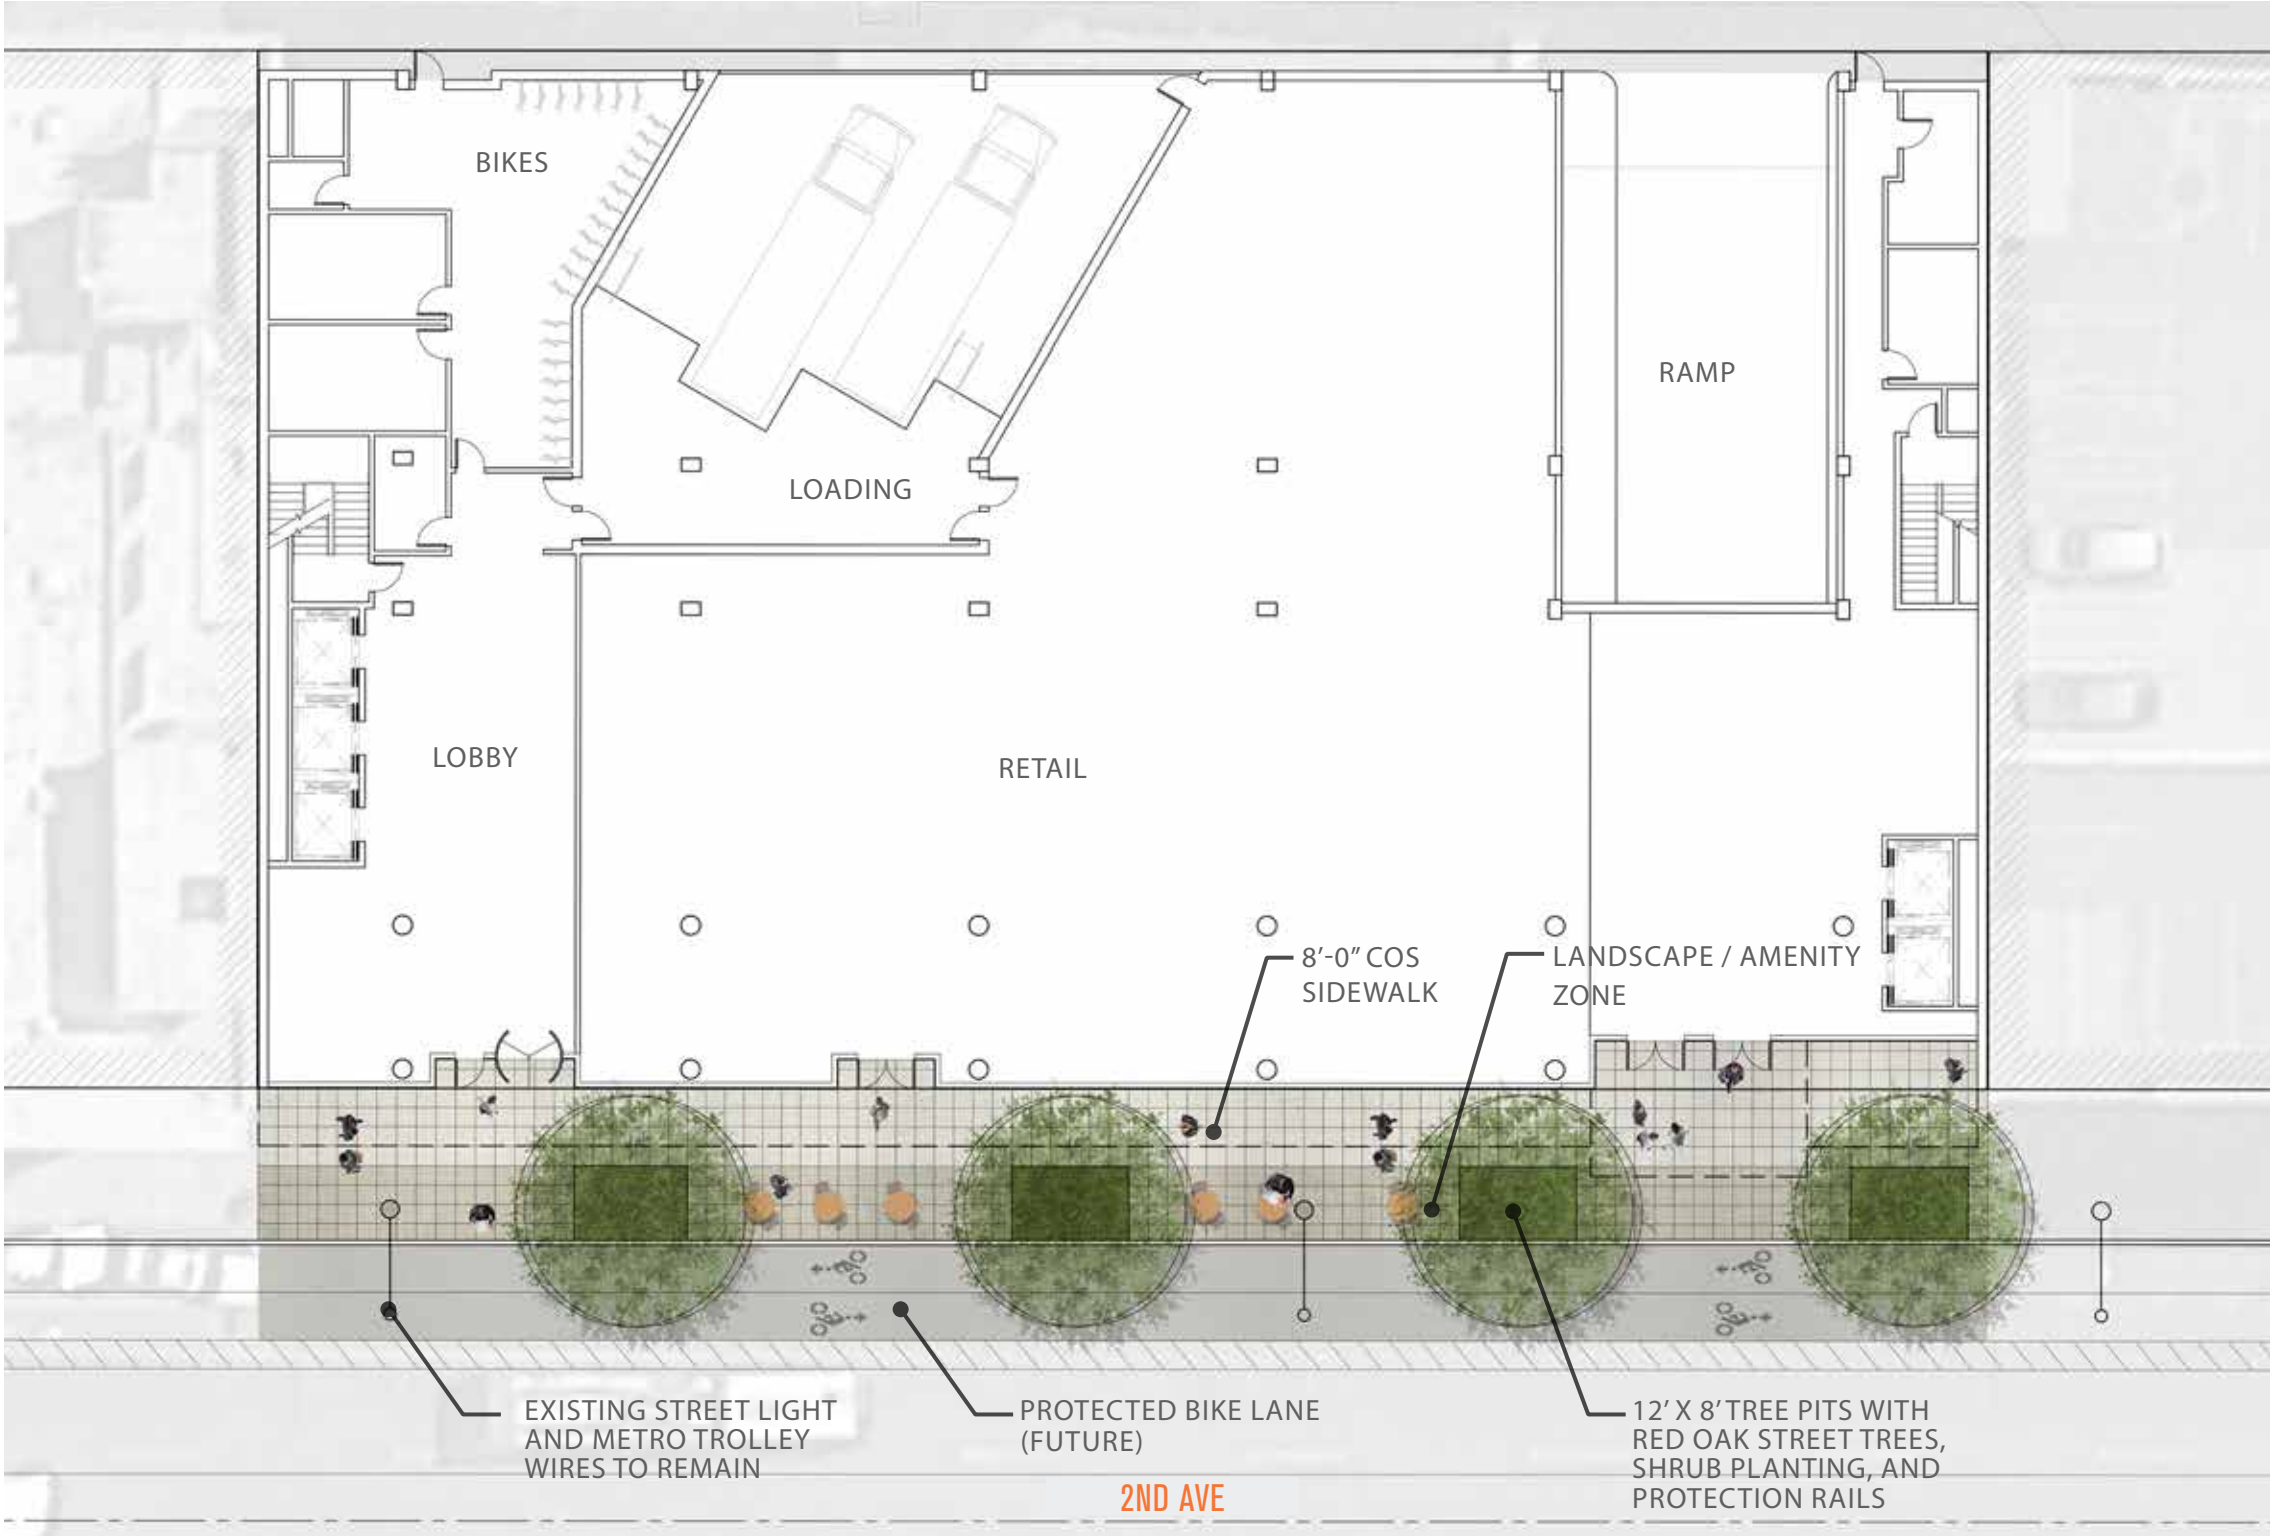 BIKES
RAMP
LOADING
LOBBY
RETAIL
8'-0" COS
SIDEWALK
LANDSCAPE / AMENITY
ZONE
EXISTING STREET LIGHT
AND METRO TROLLEY
WIRES TO REMAIN
PROTECTED BIKE LANE
(FUTURE)
12' X 8' TREE PITS WITH
RED OAK STREET TREES,
SHRUB PLANTING, AND
PROTECTION RAILS
2ND AVE